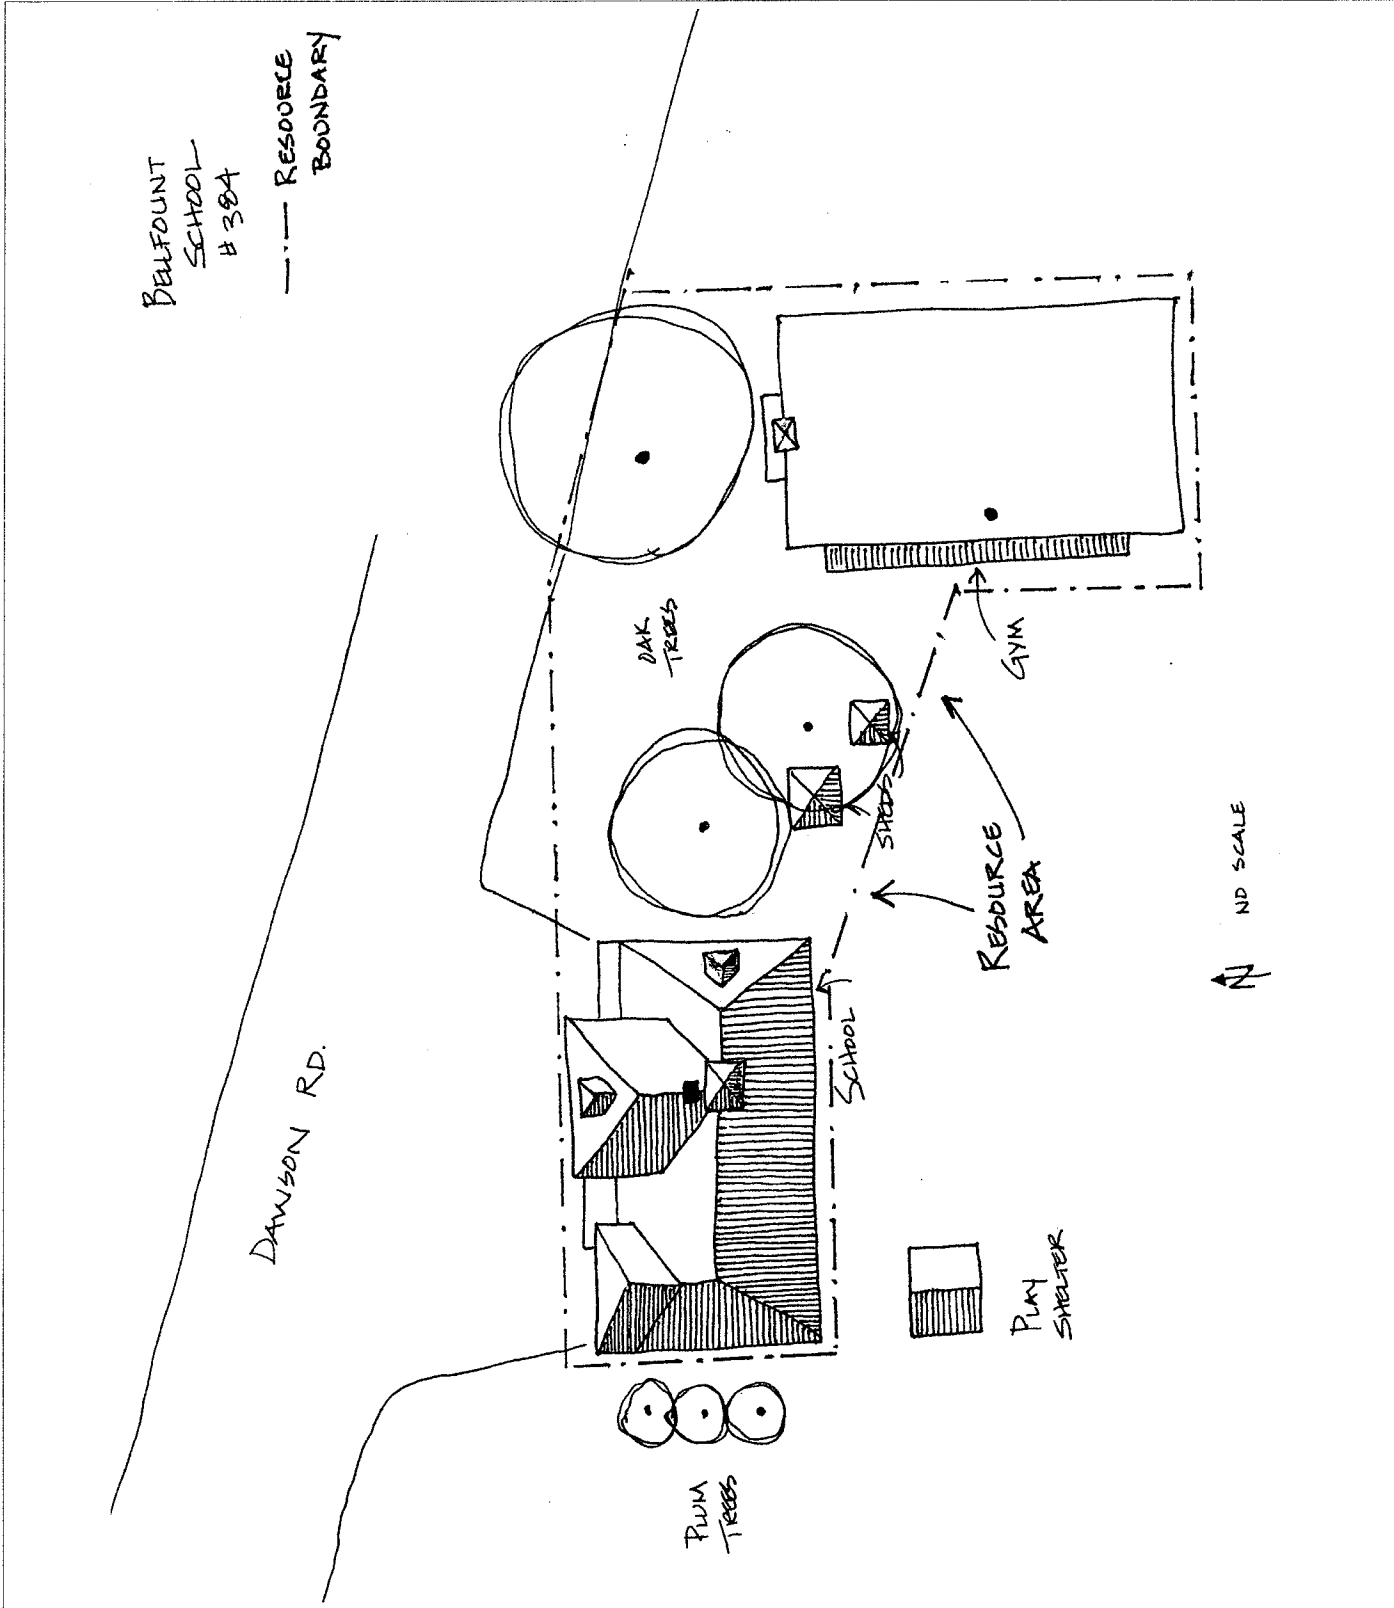 BELLFOUNT
SCHOOL
# 384
RESOURCE
BOUNDARY
DAWSON RD.
OAK
TREES
SHEDS
GYM
SCHOOL
RESOURCE
AREA
PLUM
TREES
PLAY
SHELTER
N
NO SCALE